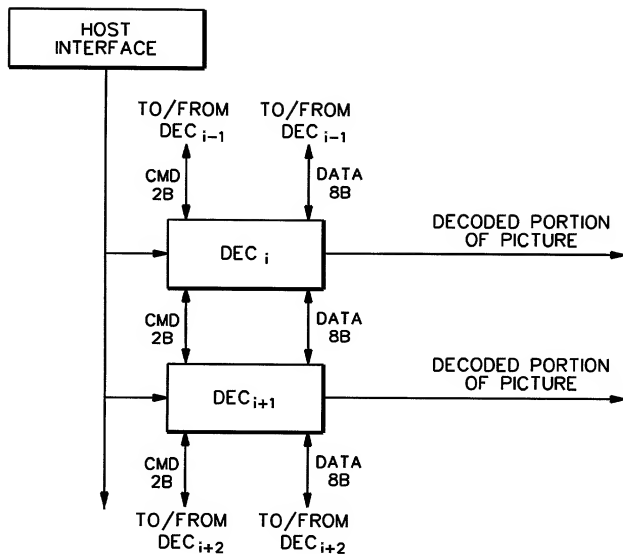 HOST
INTERFACE
TO/FROM
DEC i-1
TO/FROM
DEC i-1
CMD
2B
DATA
8B
DEC i
DECODED PORTION
OF PICTURE
CMD
2B
DATA
8B
DEC i+1
DECODED PORTION
OF PICTURE
CMD
2B
DATA
8B
TO/FROM
DEC i+2
TO/FROM
DEC i+2